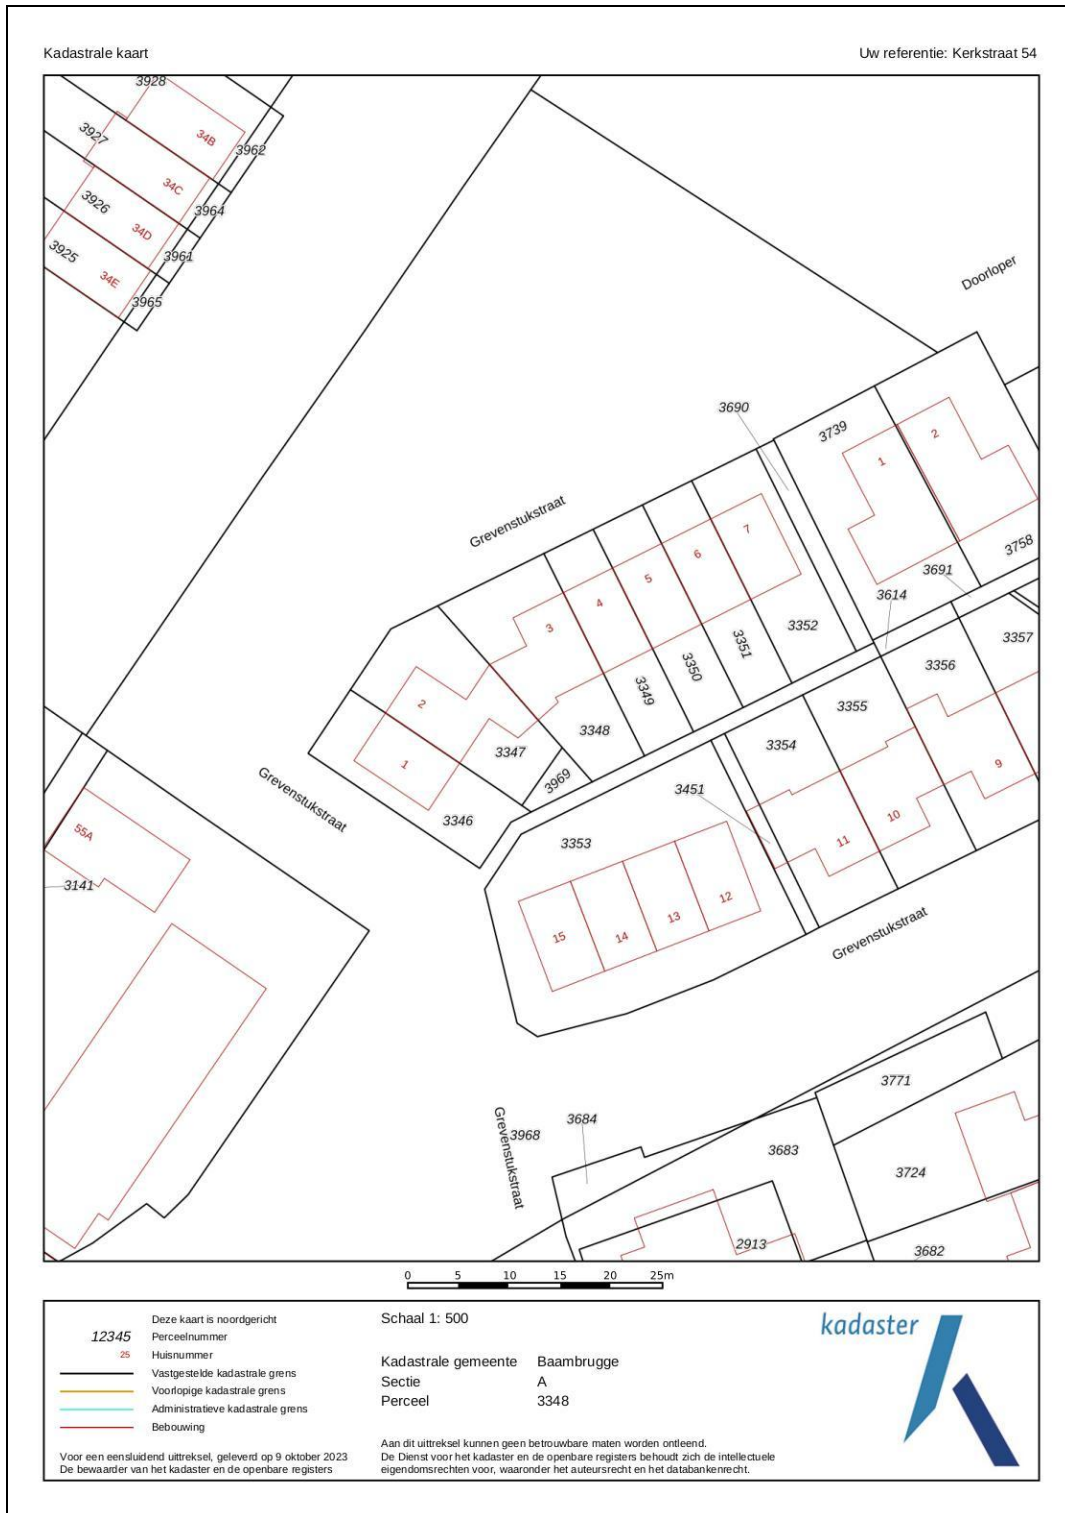 Kadastrale kaart
Uw referentie: Kerkstraat 54
3928
3927
34B
3962
34C
3926
3964
34D
3925
3961
34E
3965
Doorloper
3690
3739
2
1
Grevenstukstraat
7
6
5
4
3
3758
3691
3614
3352
3351
3350
3349
3348
3357
3356
3355
3354
2
1
3347
3969
3346
Grevenstukstraat
3451
9
10
11
3353
12
13
14
15
55A
3141
Grevenstukstraat
3771
3684
3968
Grevenstukstraat
3683
3724
2913
3682
0 5 10 15 20 25m
Deze kaart is noordgericht
12345 Perceelnummer
25 Huisnummer
Vastgestelde kadastrale grens
Voorlopige kadastrale grens
Administratieve kadastrale grens
Bebouwing
Voor een eensluidend uittreksel, geleverd op 9 oktober 2023
De bewaarder van het kadaster en de openbare registers
Schaal 1: 500
Kadastrale gemeente Baambrugge
Sectie A
Perceel 3348
Aan dit uittreksel kunnen geen betrouwbare maten worden ontleend.
De Dienst voor het kadaster en de openbare registers behoudt zich de intellectuele
eigendomsrechten voor, waaronder het auteursrecht en het databankenrecht.
kadaster